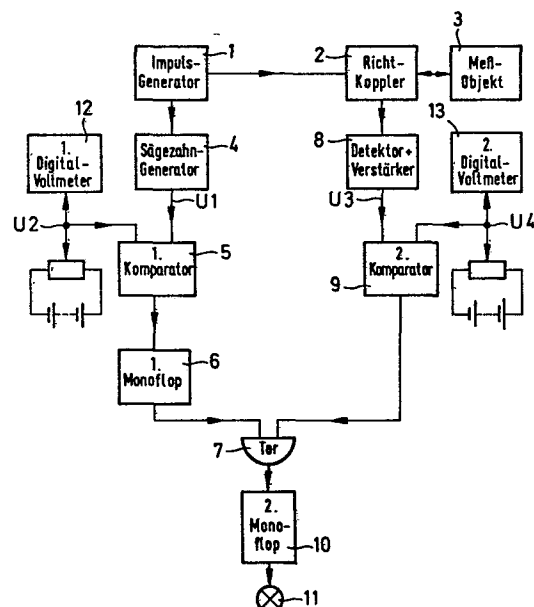 1
Impuls-
Generator
2
Richt-
Koppler
3
Meß-
Objekt
12
1.
Digital-
Voltmeter
Sägezahn-
Generator
4
8
Detektor+
Verstärker
13
2.
Digital-
Voltmeter
U1
U2
U3
U4
1.
Komparator
5
2.
Komparator
9
1.
Monoflop
6
7
Tor
2.
Mono-
flop
10
11